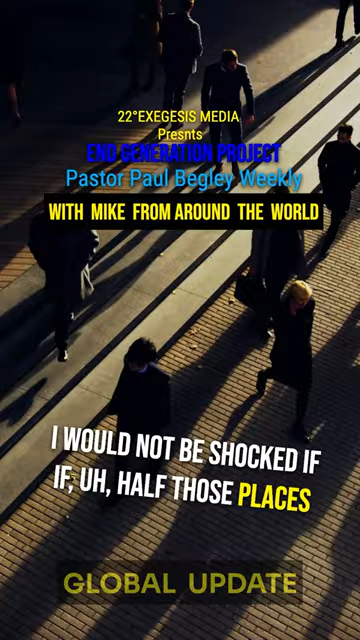 22°EXEGESIS MEDIA
Presnts
END GENERATION PROJECT
Pastor Paul Begley Weekly
WITH MIKE FROM AROUND THE WORLD
I WOULD NOT BE SHOCKED IF
IF, UH, HALF THOSE PLACES
GLOBAL UPDATE